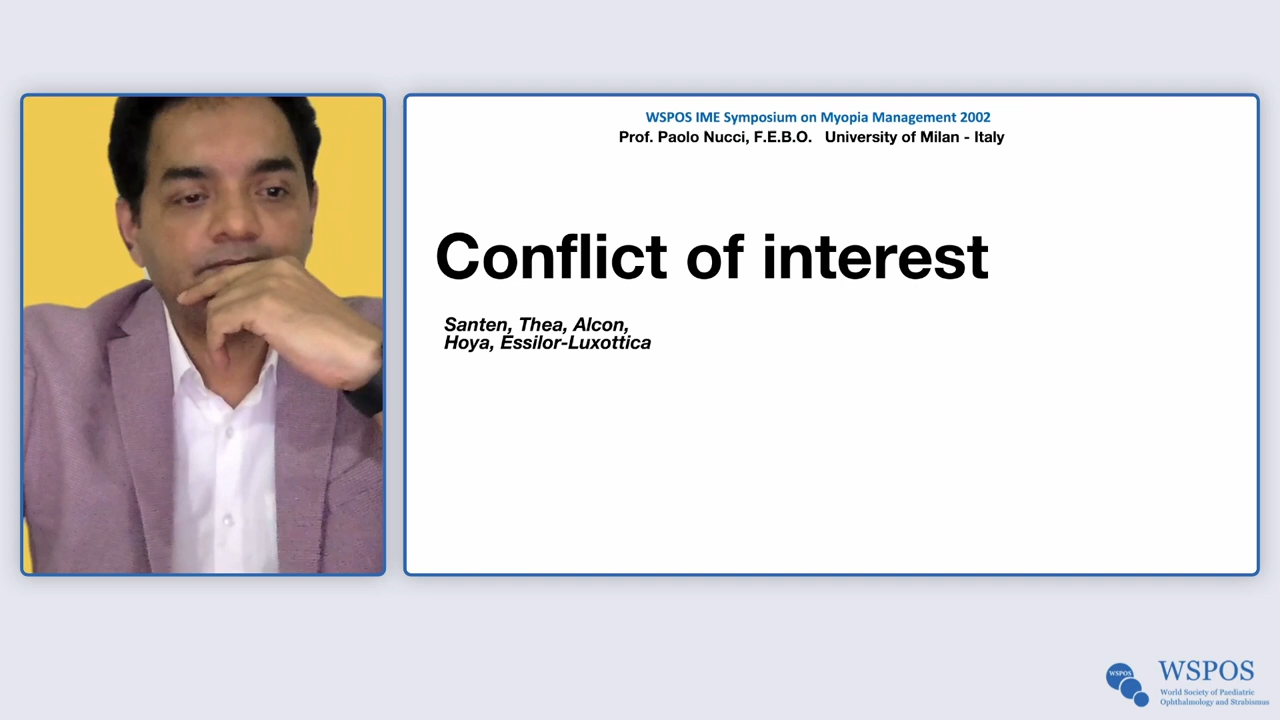 WSPOS IME Symposium on Myopia Management 2002
Prof. Paolo Nucci, F.E.B.O. University of Milan - Italy
Conflict of interest
Santen, Thea, Alcon,
Hoya, Essilor-Luxottica
WSPOS
WSPOS
World Society of Paediatric
Ophthalmology and Strabismus